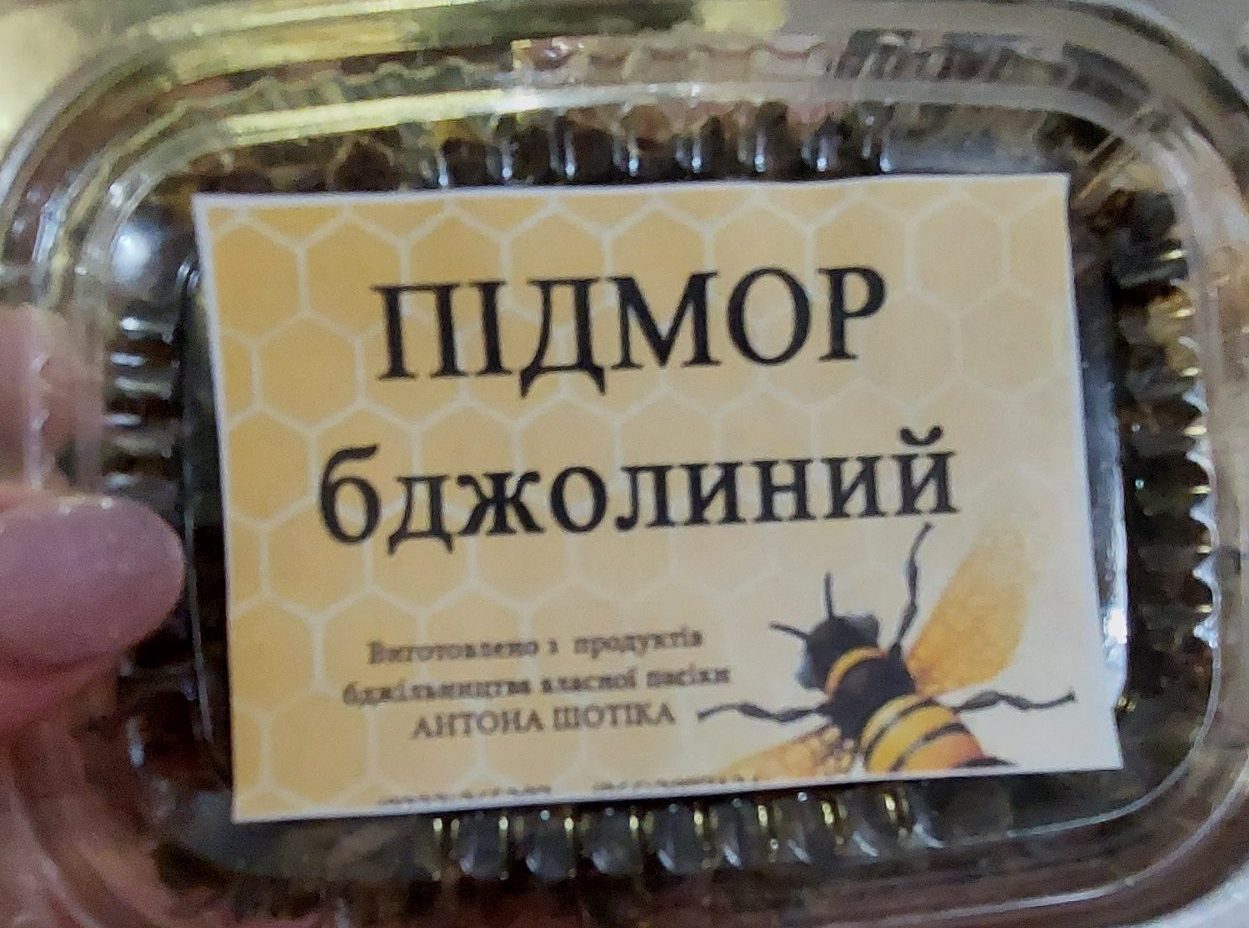 ПІДМОР
бджолиний
Виготовлено з продуктів
бджільництва власної пасіки
АНТОНА ШОТІКА